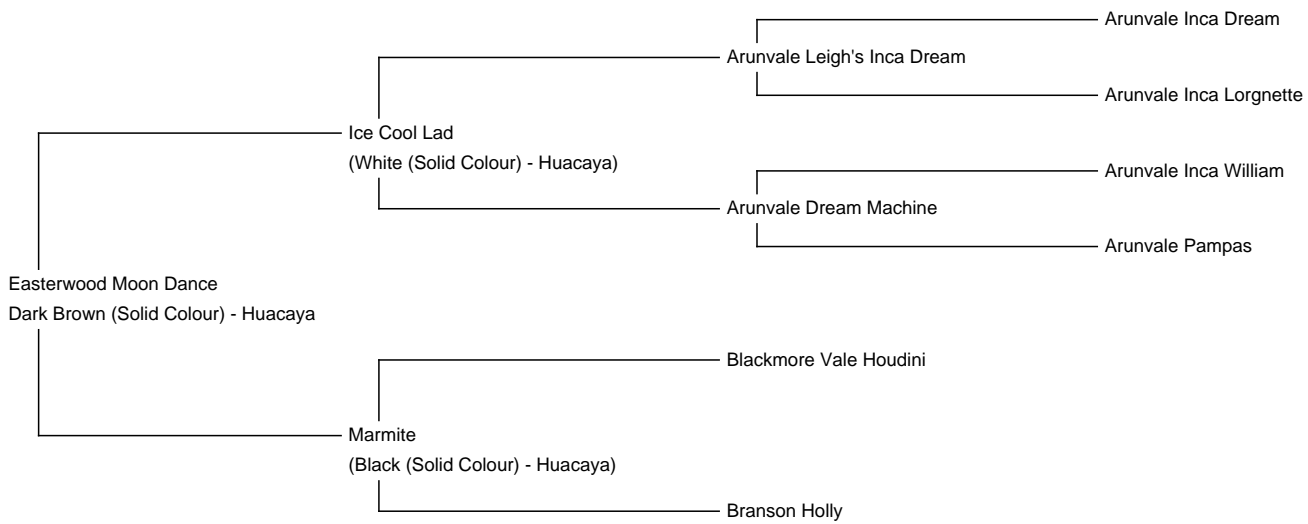 Arunvale Inca Dream
Arunvale Leigh's Inca Dream
Arunvale Inca Lorgnette
Ice Cool Lad
(White (Solid Colour) - Huacaya)
Arunvale Inca William
Arunvale Dream Machine
Arunvale Pampas
Easterwood Moon Dance
Dark Brown (Solid Colour) - Huacaya
Blackmore Vale Houdini
Marmite
(Black (Solid Colour) - Huacaya)
Branson Holly